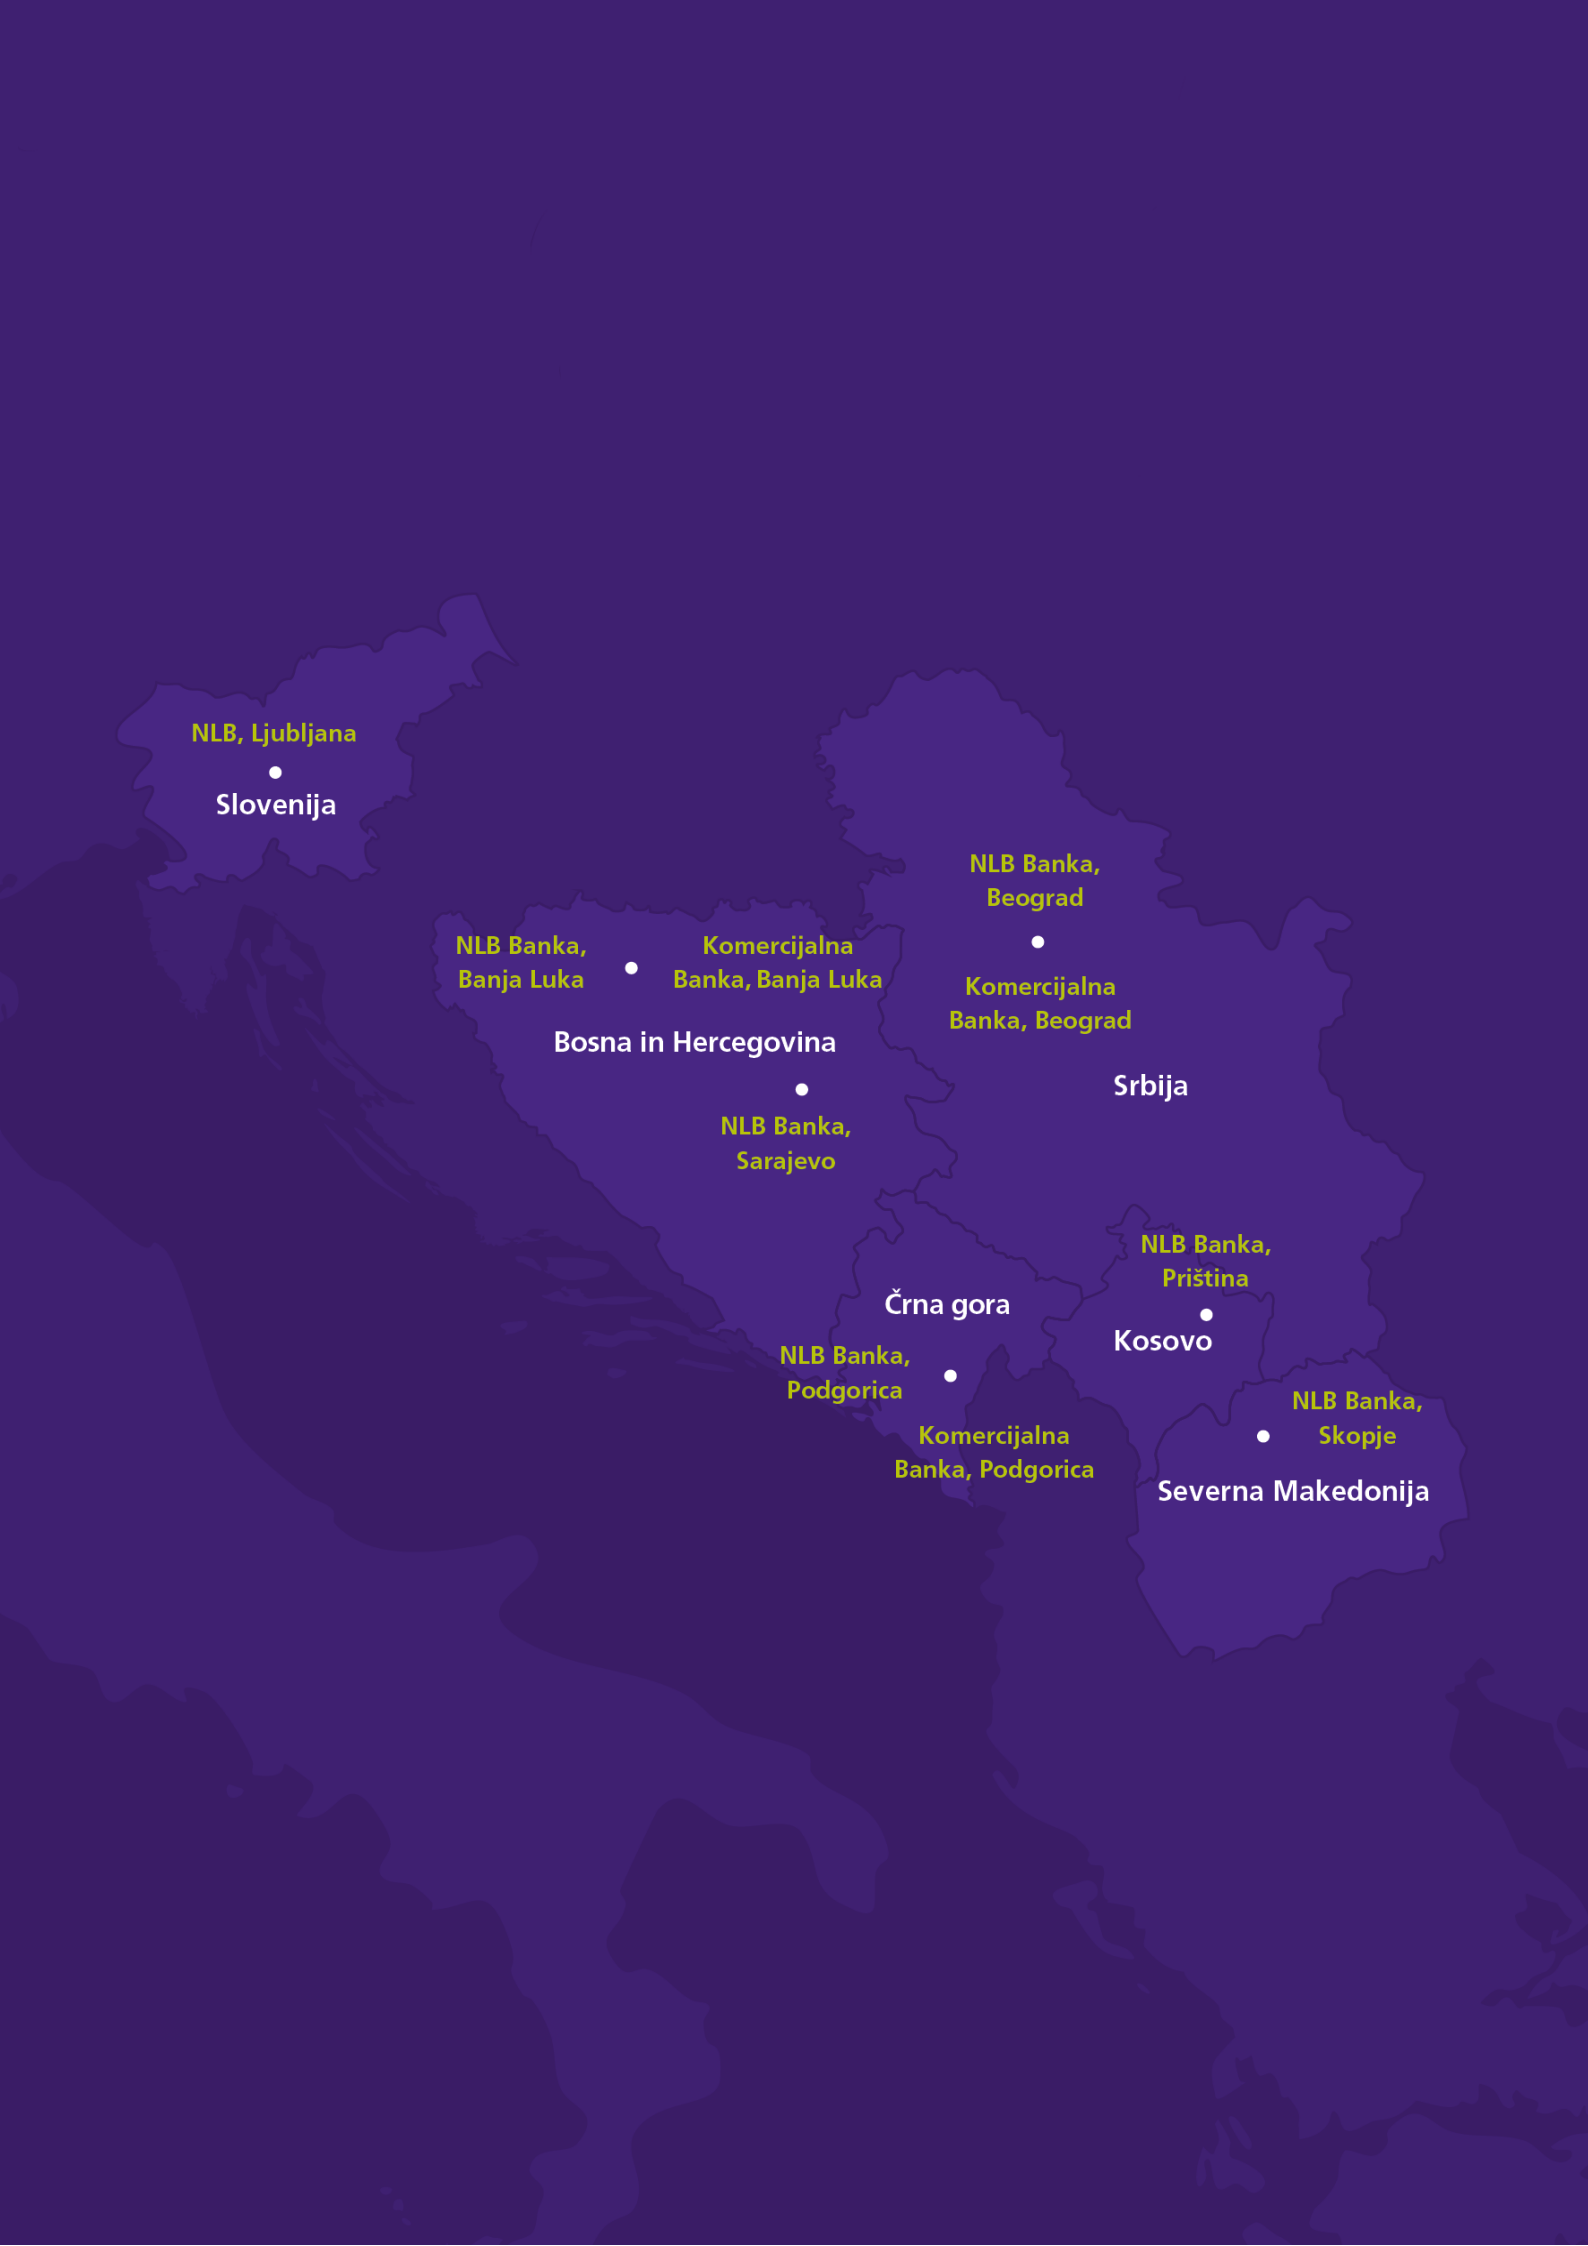 NLB, Ljubljana
Slovenija
NLB Banka,
Beograd
Komercijalna
Banka, Beograd
Srbija
NLB Banka,
Banja Luka
Komercijalna
Banka, Banja Luka
Bosna in Hercegovina
NLB Banka,
Sarajevo
NLB Banka,
Priština
Kosovo
Črna gora
NLB Banka,
Podgorica
Komercijalna
Banka, Podgorica
NLB Banka,
Skopje
Severna Makedonija